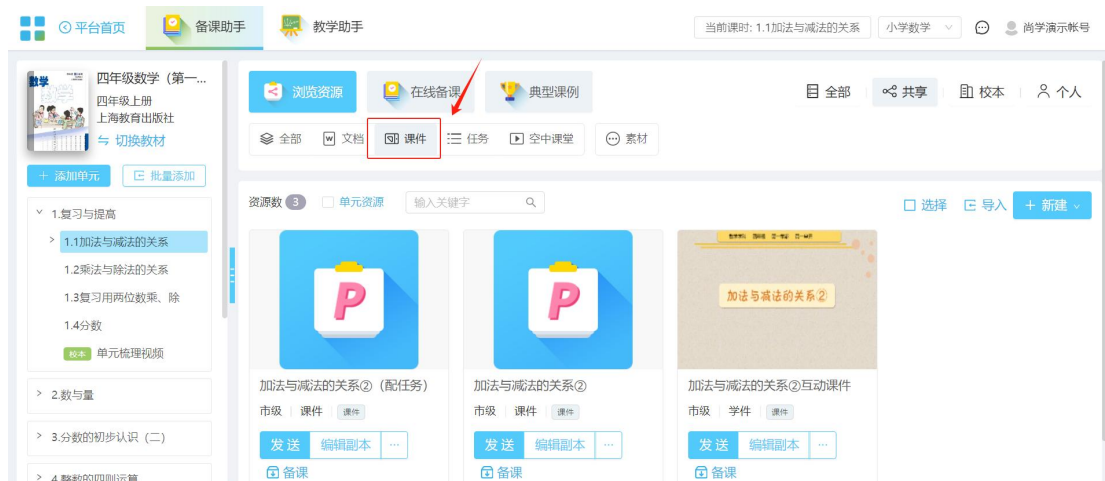 平台首页 备课助手 教学助手 当前课时: 1.1加法与减法的关系 小学数学 尚学演示帐号
数学
四年级数学（第一...
四年级上册
上海教育出版社
切换教材
+ 添加单元 批量添加
1.复习与提高
1.1加法与减法的关系
1.2乘法与除法的关系
1.3复习用两位数乘、除
1.4分数
校本 单元梳理视频
2.数与量
3.分数的初步认识（二）
4.整数的四则运算
浏览资源 在线备课 典型课例 全部 共享 校本 个人
全部 文档 课件 任务 空中课堂 素材
资源数 3 单元资源 输入关键字 选择 导入 + 新建
P
加法与减法的关系②（配任务）
市级 课件 课件
发送 编辑副本 ...
备课
P
加法与减法的关系②
市级 课件 课件
发送 编辑副本 ...
备课
加法与减法的关系②
加法与减法的关系②互动课件
市级 学件 课件
发送 编辑副本 ...
备课